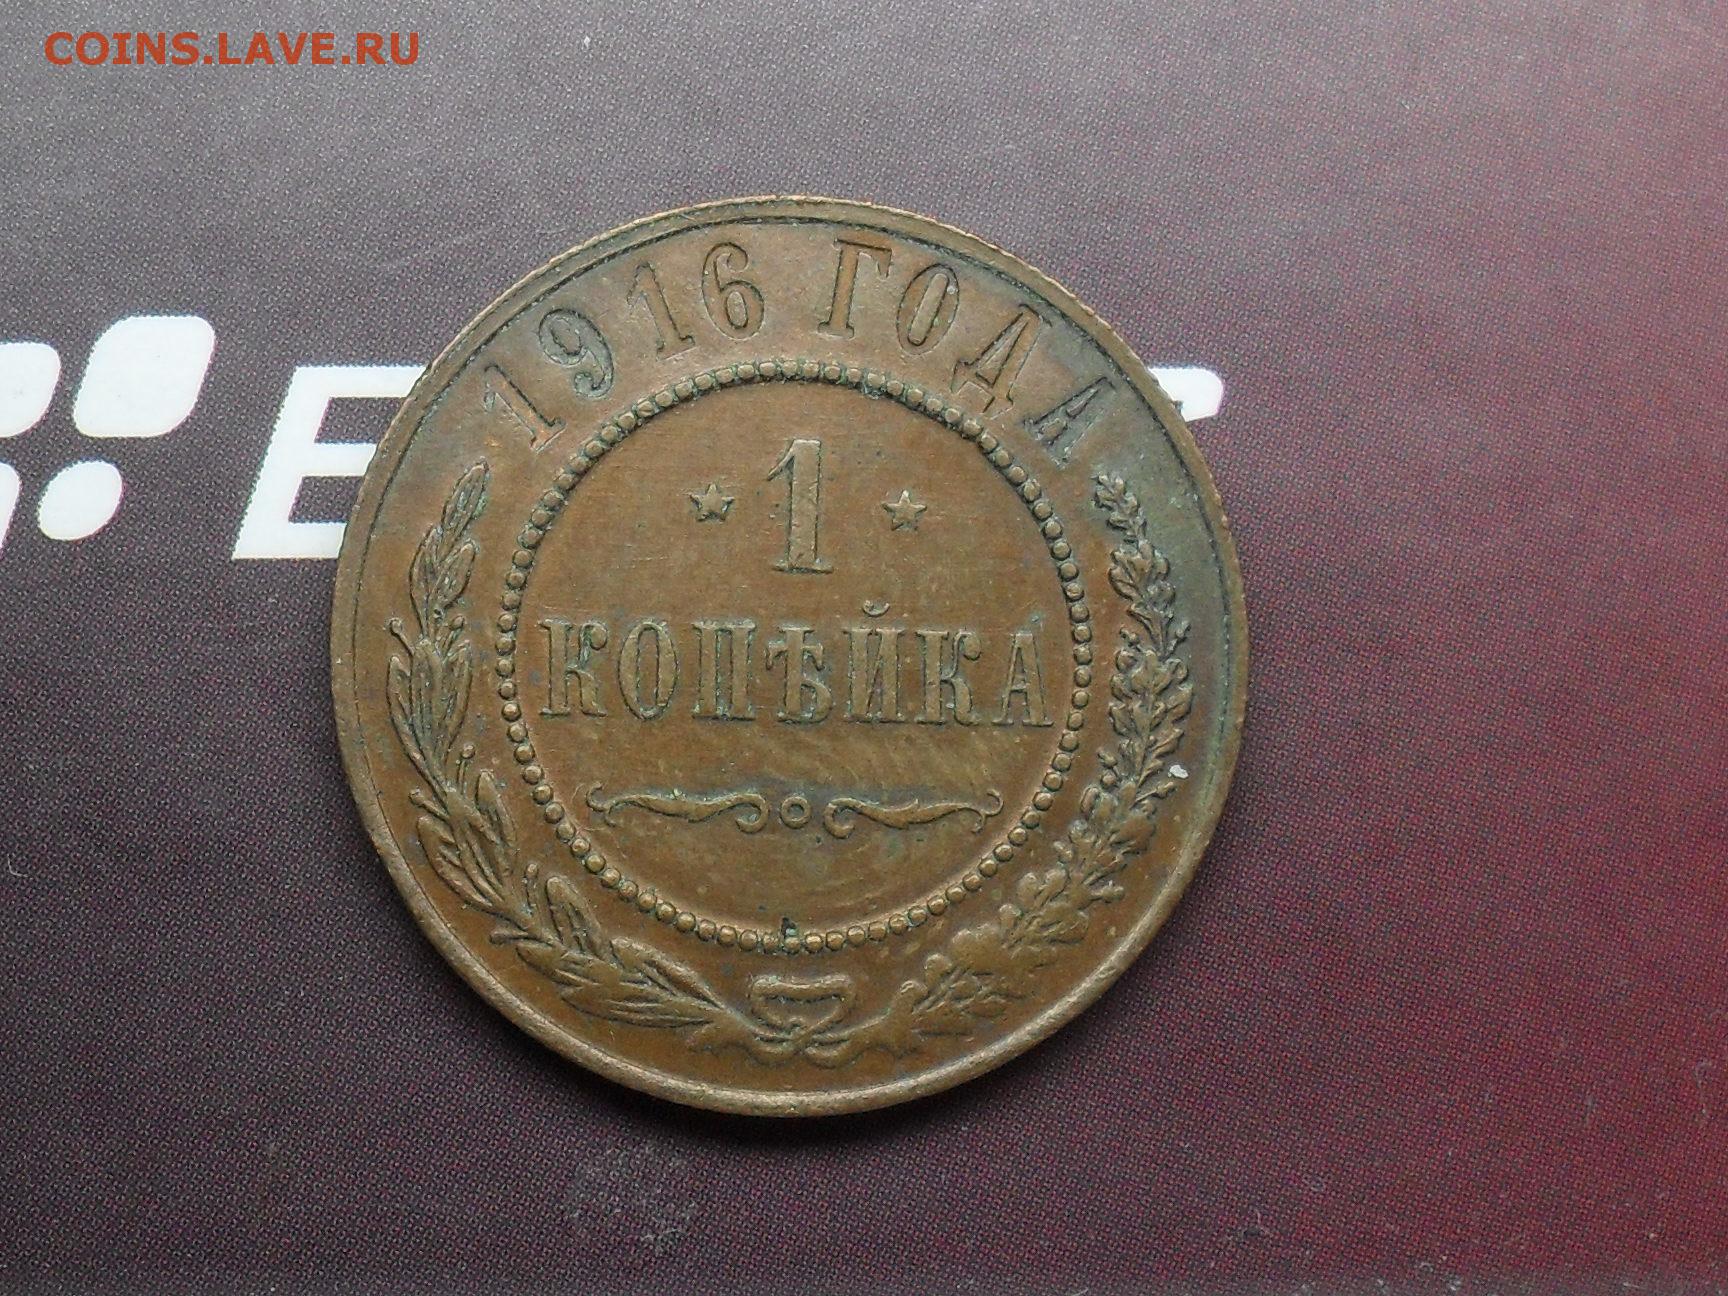 COINS.LAVE.RU
1916 ГОДА
1
КОПѢЙКА